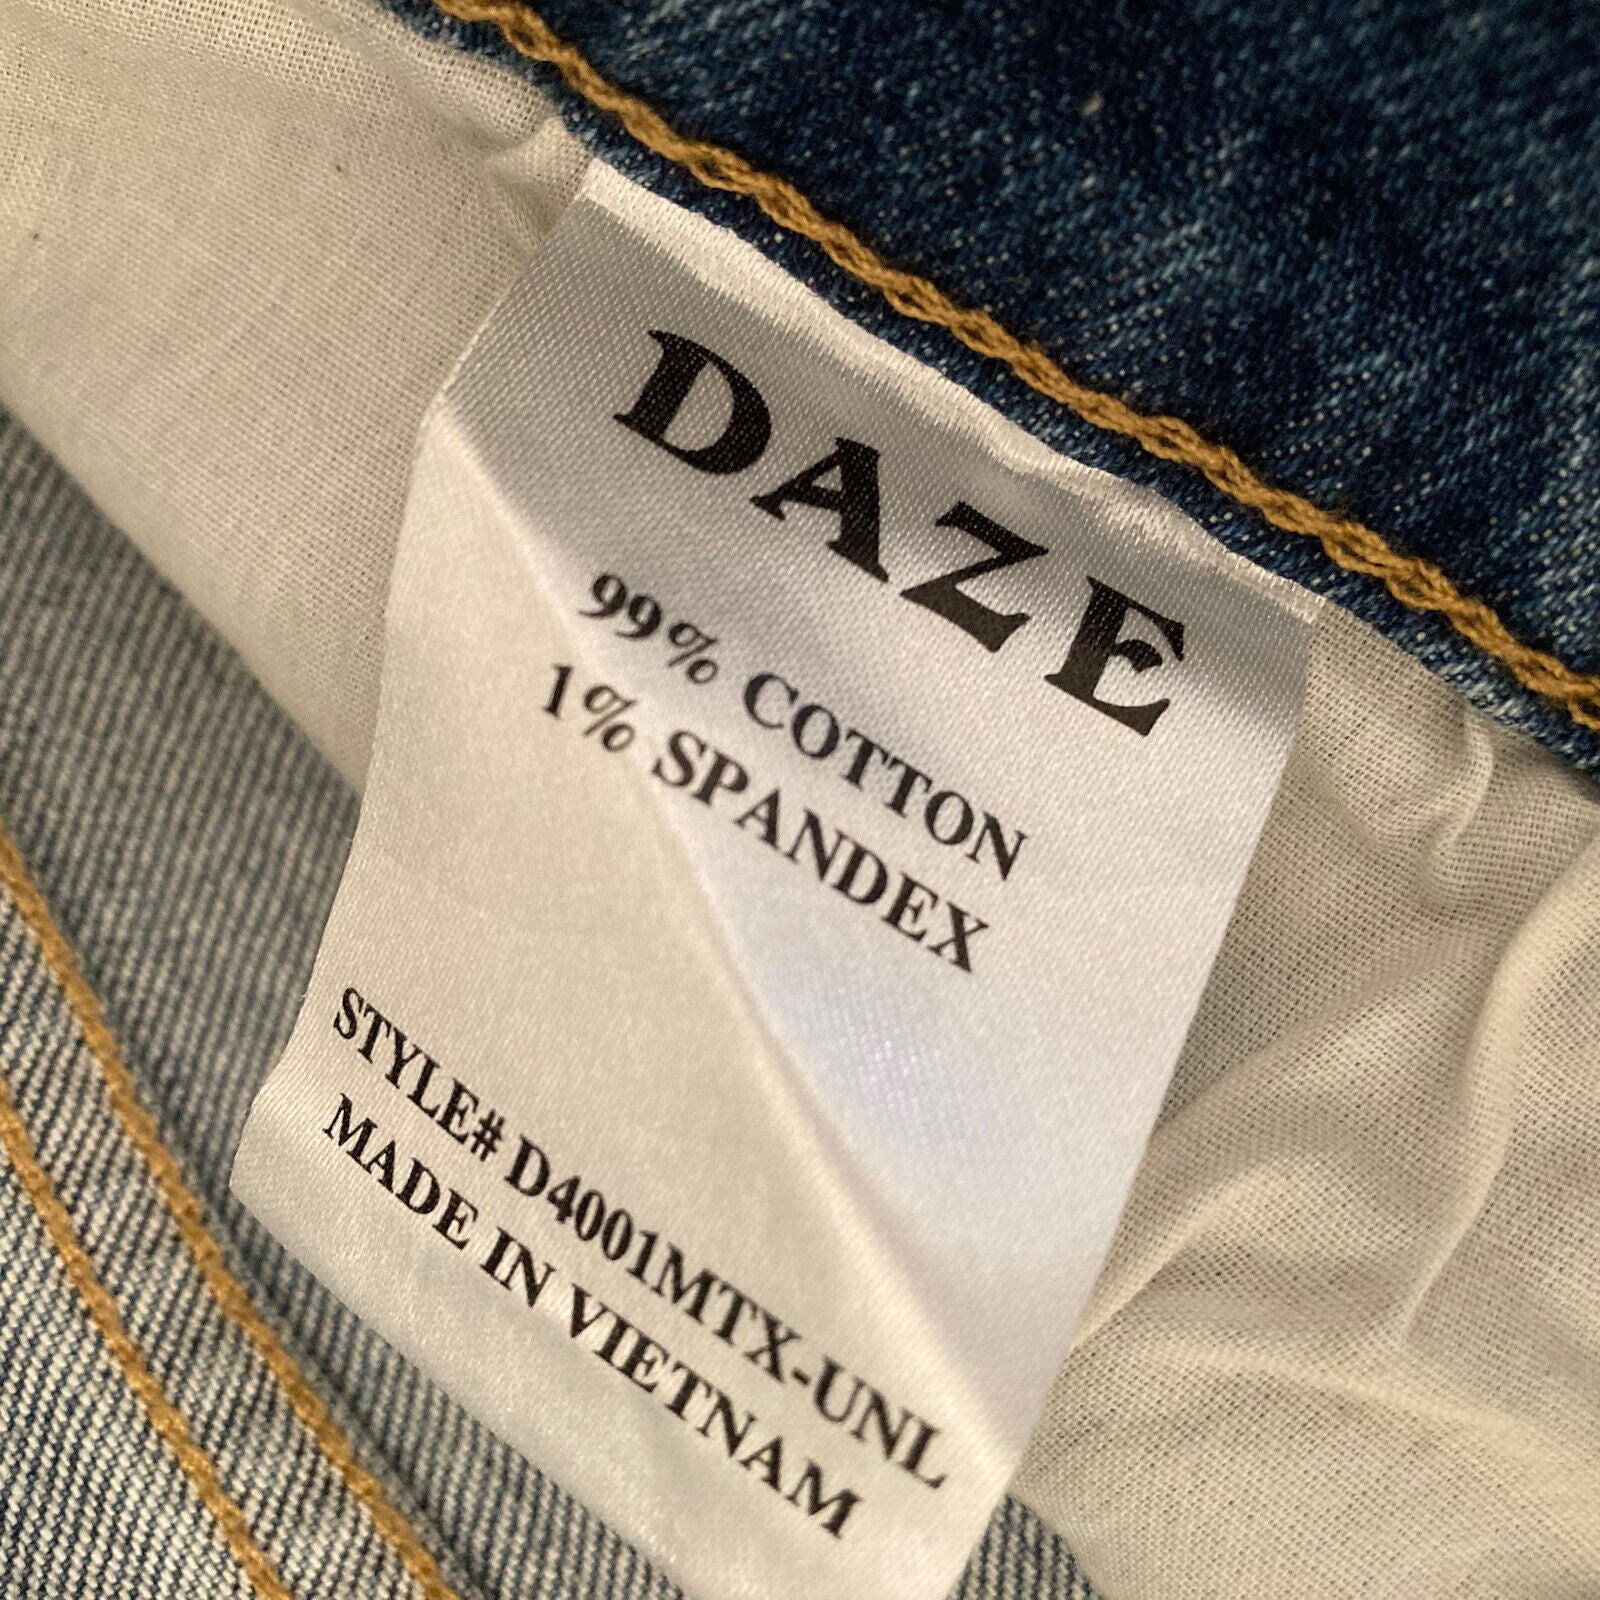 DAZE
99% COTTON
1% SPANDEX
STYLE# D4001MTX-UNL
MADE IN VIETNAM